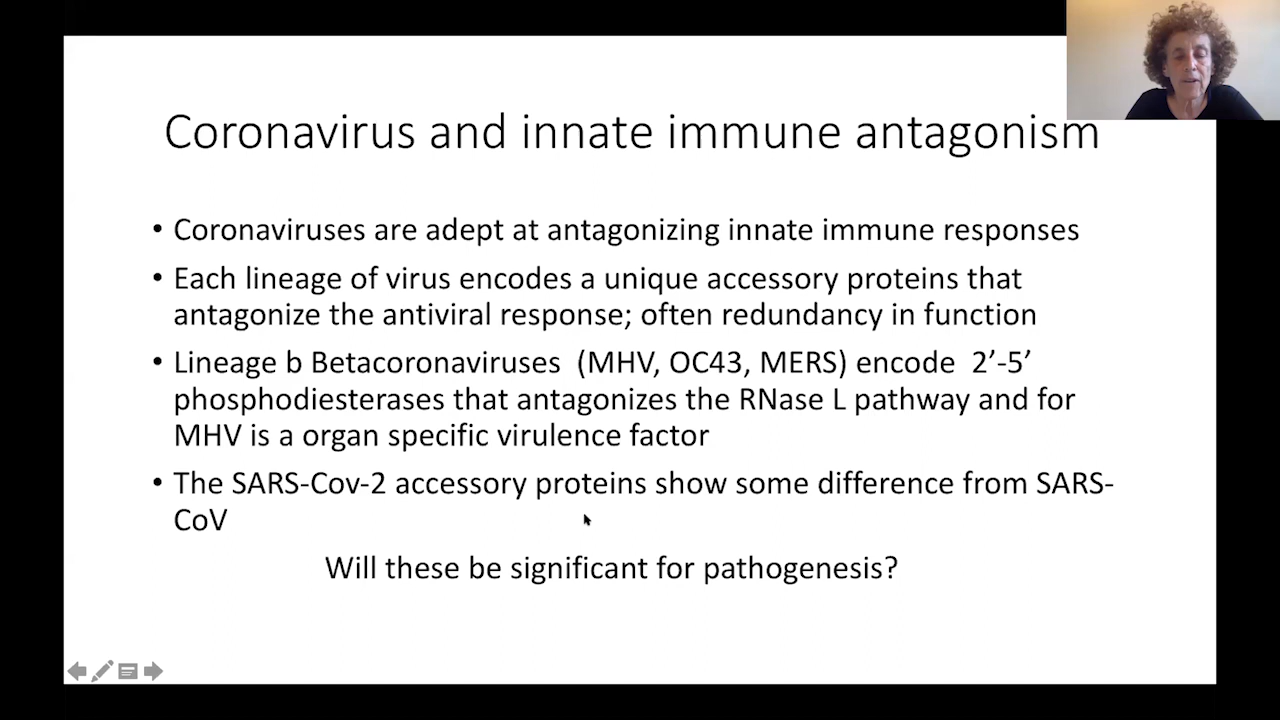 Coronavirus and innate immune antagonism
• Coronaviruses are adept at antagonizing innate immune responses
• Each lineage of virus encodes a unique accessory proteins that
antagonize the antiviral response; often redundancy in function
• Lineage b Betacoronaviruses  (MHV, OC43, MERS) encode  2’-5’
phosphodiesterases that antagonizes the RNase L pathway and for
MHV is a organ specific virulence factor
• The SARS-Cov-2 accessory proteins show some difference from SARS-
CoV
Will these be significant for pathogenesis?